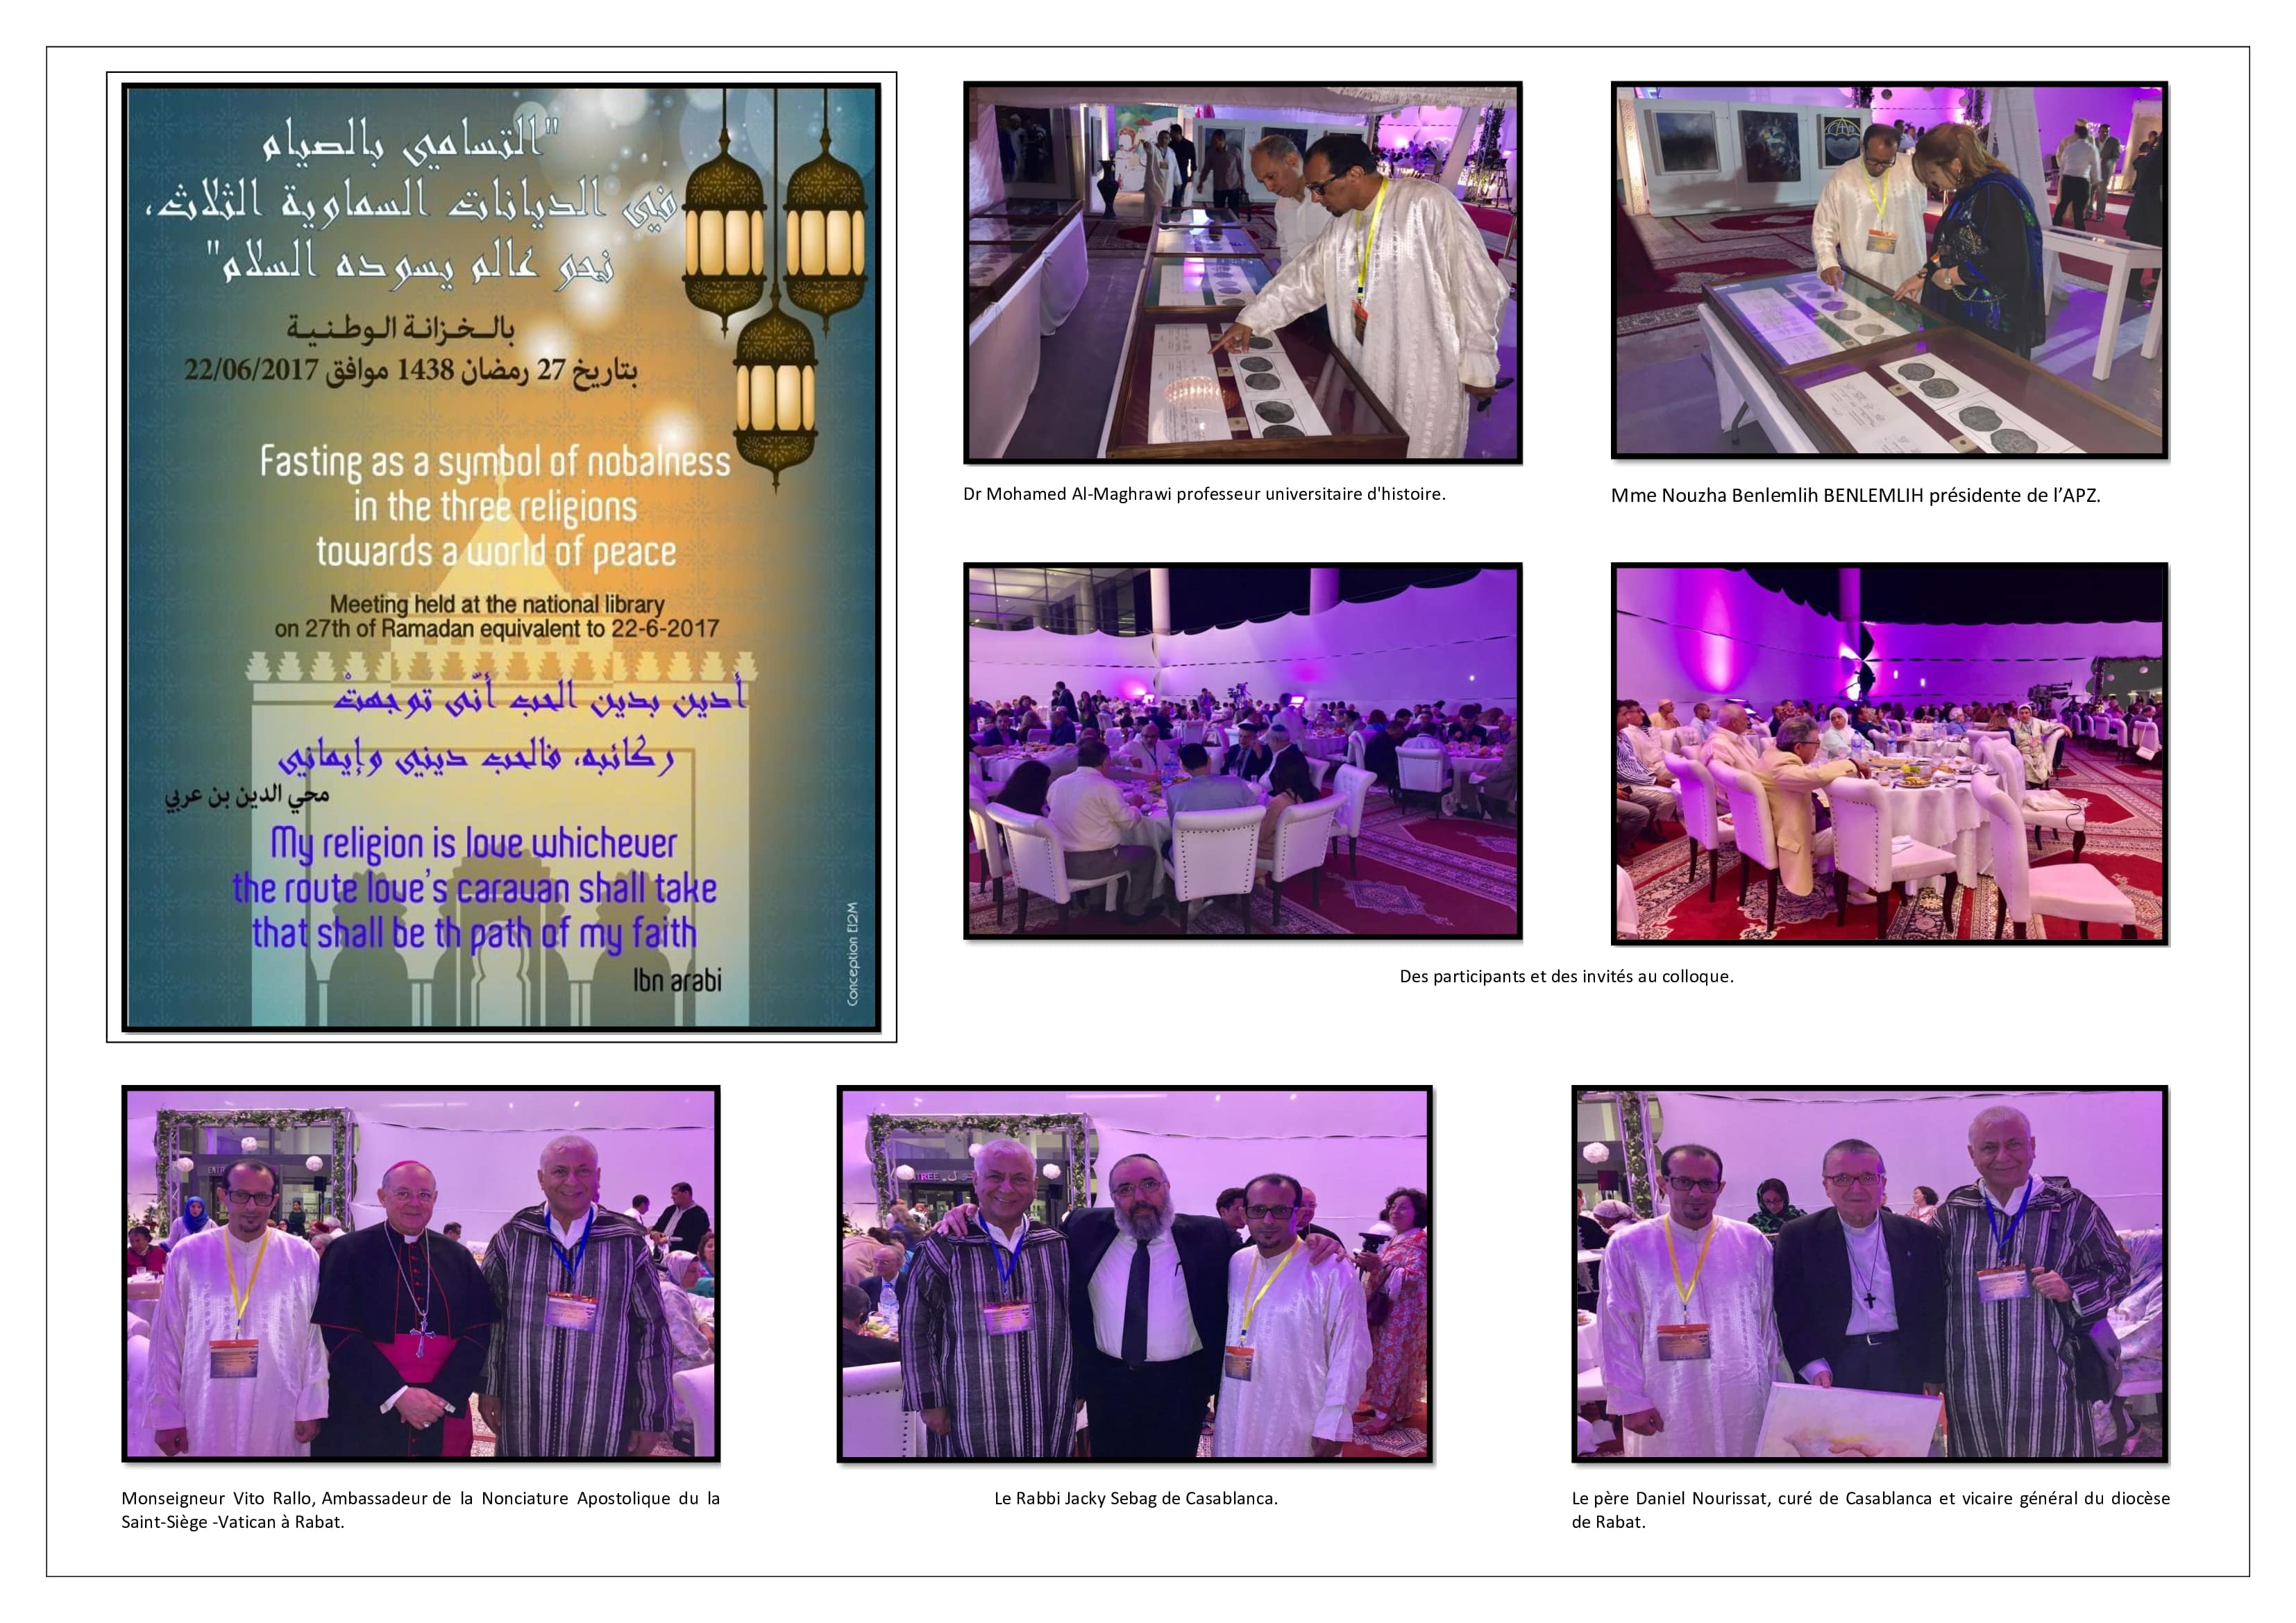 "التسامي بالصيام
في الديانات السماوية الثلاث،
نحو عالم يسوده السلام"
بالـخزانـة الـوطـنـيـة
بتاريخ 27 رمضان 1438 موافق 22/06/2017
Fasting as a symbol of nobalness
in the three religions
towards a world of peace
Meeting held at the national library
on 27th of Ramadan equivalent to 22-6-2017
أدين بدين الحب أنّى توجهتْ
ركائبه، فالحب ديني وإيماني
محي الدين بن عربي
My religion is love whichever
the route love's caravan shall take
that shall be th path of my faith
Ibn arabi
Conception EI2M
Dr Mohamed Al-Maghrawi professeur universitaire d'histoire.
Mme Nouzha Benlemlih BENLEMLIH présidente de l'APZ.
Des participants et des invités au colloque.
Monseigneur Vito Rallo, Ambassadeur de la Nonciature Apostolique du la
Saint-Siège -Vatican à Rabat.
Le Rabbi Jacky Sebag de Casablanca.
Le père Daniel Nourissat, curé de Casablanca et vicaire général du diocèse
de Rabat.